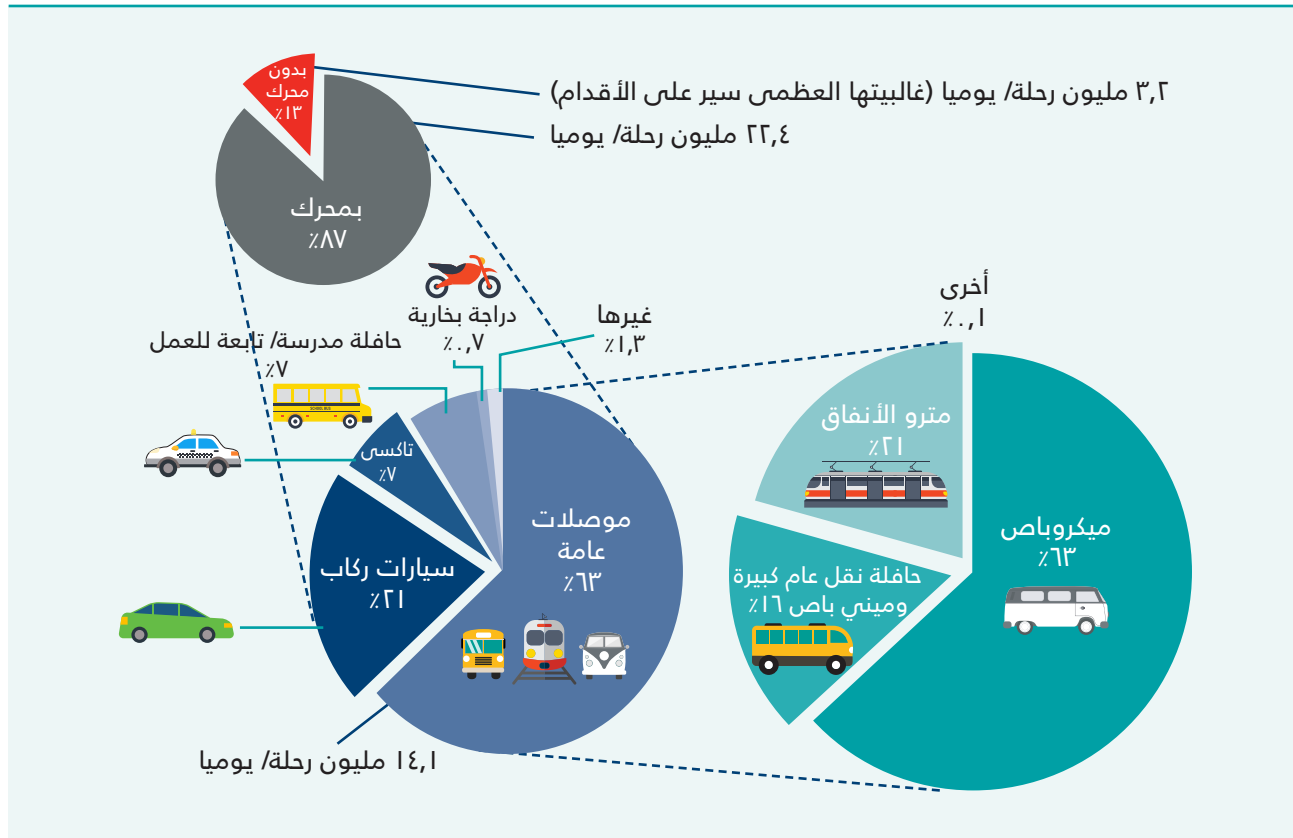 بدون
محرك
٪١٣
٣,٢ مليون رحلة/ يوميا (غالبيتها العظمى سير على الأقدام)
٢٢,٤ مليون رحلة/ يوميا
بمحرك
٪٨٧
أخرى
٪٠,١
غيرها
٪١,٣
دراجة بخارية
٪٠,٧
حافلة مدرسة/ تابعة للعمل
٪٧
SCHOOL BUS
تاكسى
٪٧
سيارات ركاب
٪٢١
موصلات
عامة
٪٦٣
١٤,١ مليون رحلة/ يوميا
مترو الأنفاق
٪٢١
حافلة نقل عام كبيرة
وميني باص ١٦٪
ميكروباص
٪٦٣